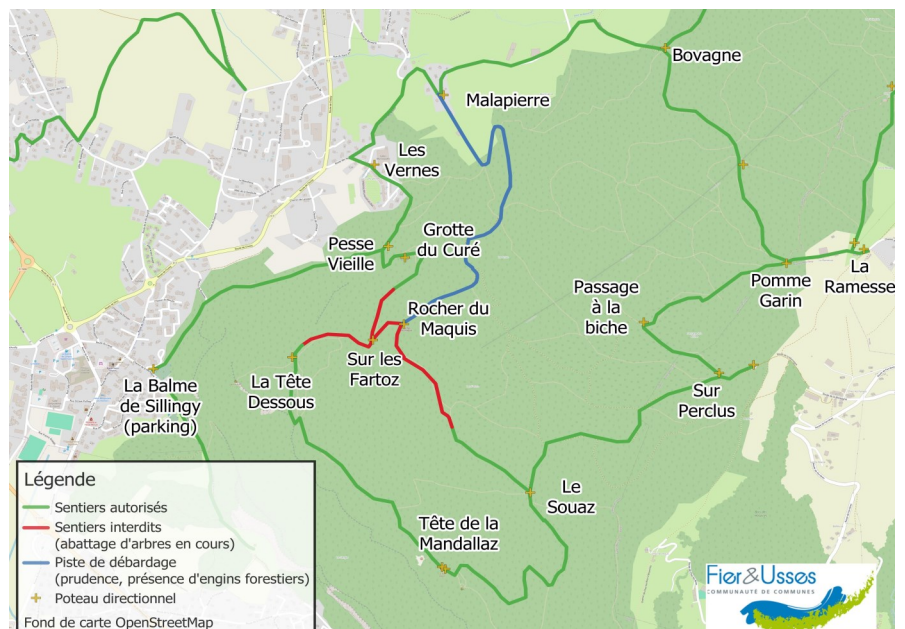 Bovagne
Malapierre
Les
Vernes
Grotte
du Curé
Pesse
Vieille
Passage
à la
biche
Pomme
Garin
La
Ramesse
Rocher du
Maquis
Sur les
Fartoz
La Balme
de Sillingy
(parking)
La Tête
Dessous
Sur
Perclus
Le
Souaz
Tête de la
Mandallaz
Légende
Sentiers autorisés
Sentiers interdits
(abattage d'arbres en cours)
Piste de débardage
(prudence, présence d'engins forestiers)
Poteau directionnel
Fond de carte OpenStreetMap
Fier&Usses
COMMUNAUTÉ DE COMMUNES